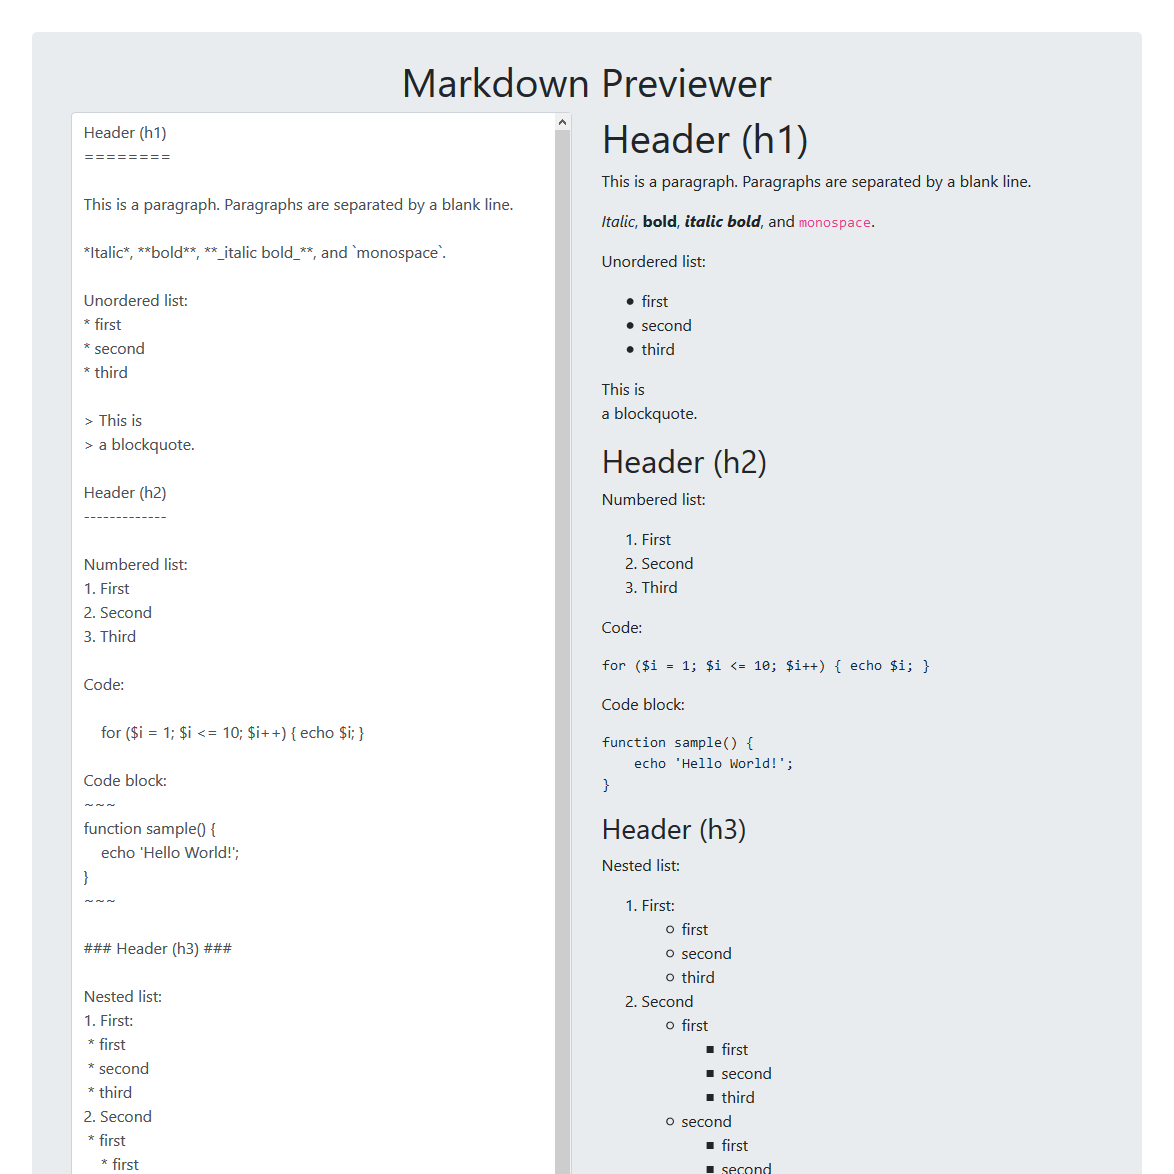 Markdown Previewer
Header (h1)
========
This is a paragraph. Paragraphs are separated by a blank line.
*Italic*, **bold**, **_italic bold_**, and `monospace`.
Unordered list:
* first
* second
* third
> This is
> a blockquote.
Header (h2)
-------------
Numbered list:
1. First
2. Second
3. Third
Code:
    for ($i = 1; $i <= 10; $i++) { echo $i; }
Code block:
~~~
function sample() {
    echo 'Hello World!';
}
~~~
### Header (h3) ###
Nested list:
1. First:
 * first
 * second
 * third
2. Second
 * first
    * first
Header (h1)
This is a paragraph. Paragraphs are separated by a blank line.
Italic, bold, italic bold, and monospace.
Unordered list:
• first
• second
• third
This is
a blockquote.
Header (h2)
Numbered list:
1. First
2. Second
3. Third
Code:
for ($i = 1; $i <= 10; $i++) { echo $i; }
Code block:
function sample() {
    echo 'Hello World!';
}
Header (h3)
Nested list:
1. First:
○ first
○ second
○ third
2. Second
○ first
■ first
■ second
■ third
○ second
■ first
■ second